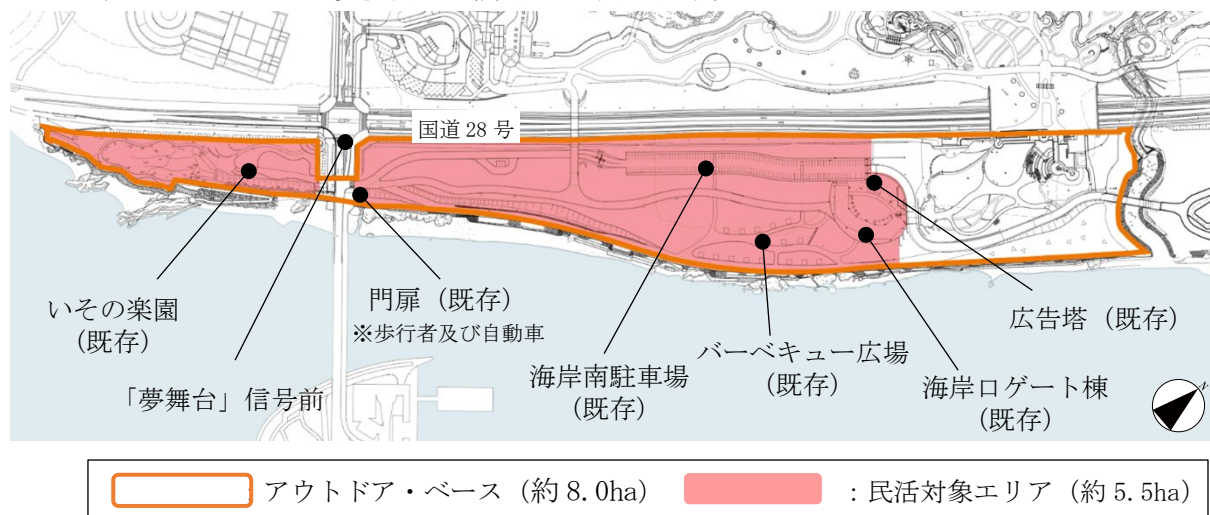 国道 28 号
いその楽園
(既存)
「夢舞台」信号前
門扉（既存）
※歩行者及び自動車
海岸南駐車場
(既存)
バーベキュー広場
(既存)
海岸口ゲート棟
(既存)
広告塔（既存）
N
アウトドア・ベース（約 8.0ha）
：民活対象エリア（約 5.5ha）